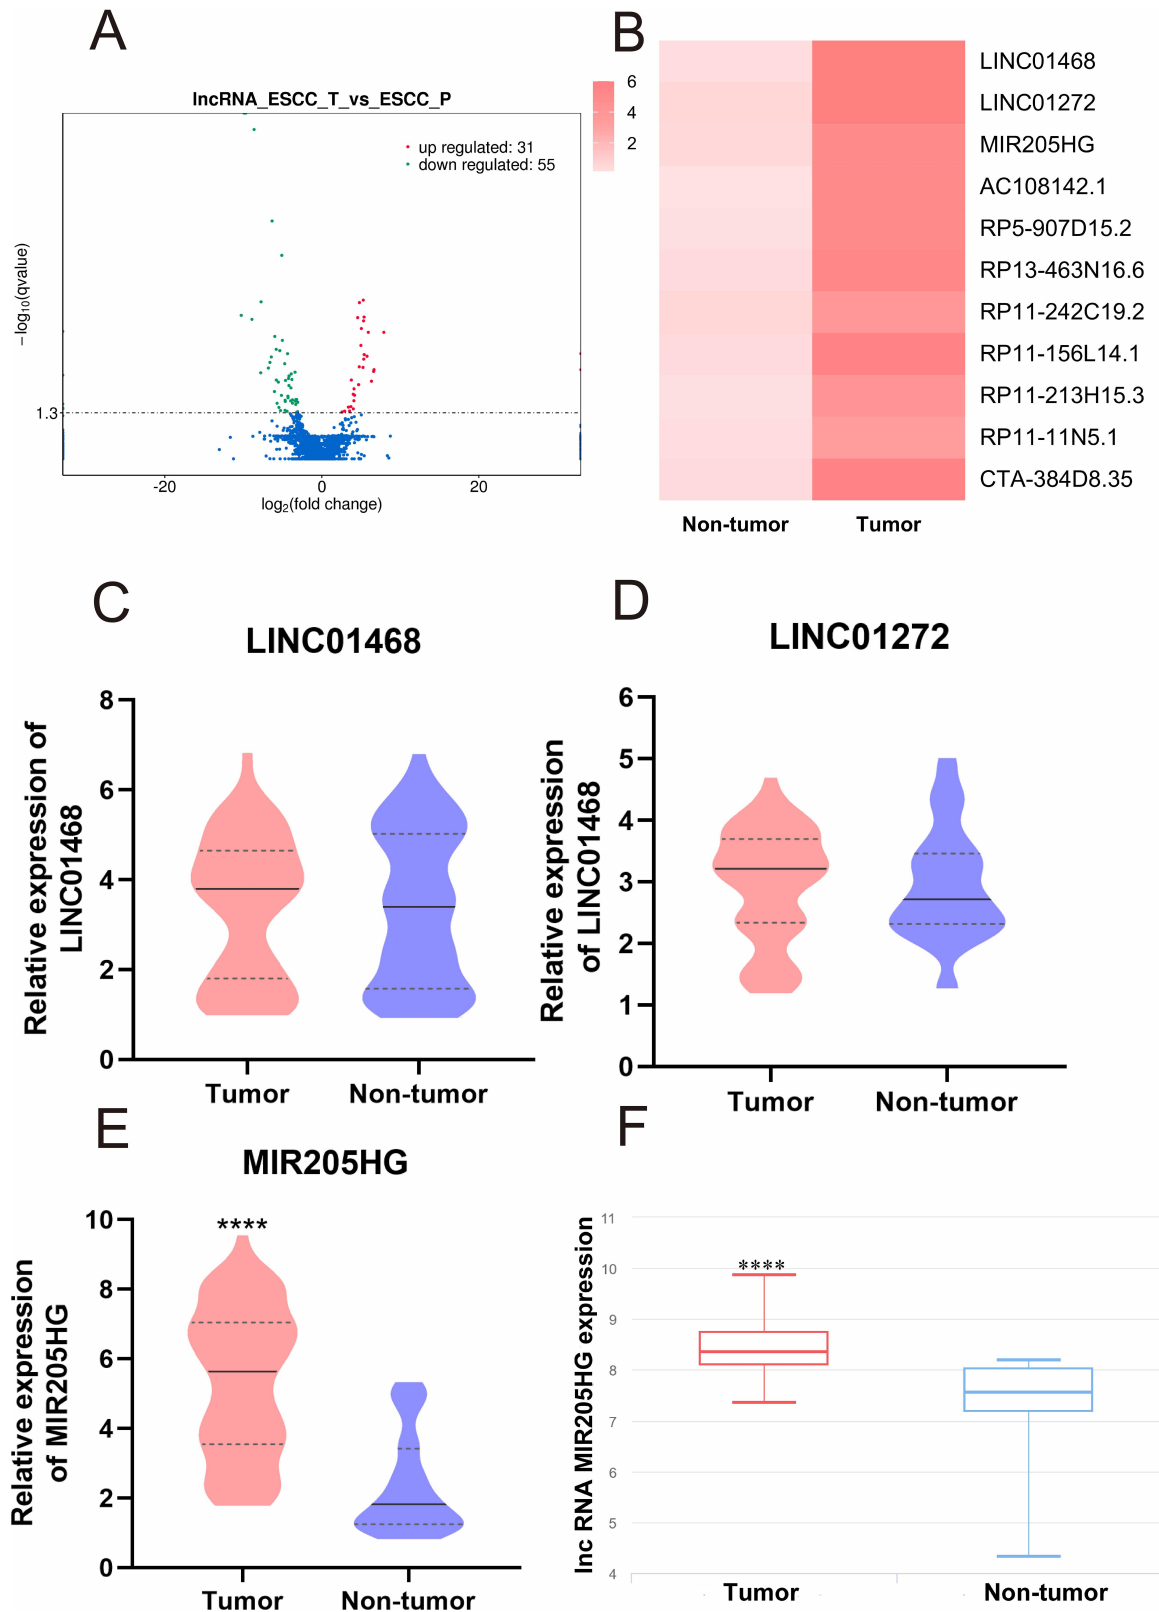 A
lncRNA_ESCC_T_vs_ESCC_P
up regulated: 31
down regulated: 55
−log10(qvalue)
1.3
-20
0
20
log2(fold change)
B
6
4
2
LINC01468
LINC01272
MIR205HG
AC108142.1
RP5-907D15.2
RP13-463N16.6
RP11-242C19.2
RP11-156L14.1
RP11-213H15.3
RP11-11N5.1
CTA-384D8.35
Non-tumor
Tumor
C
LINC01468
Relative expression of
LINC01468
8
6
4
2
0
Tumor
Non-tumor
D
LINC01272
Relative expression
of LINC01468
6
5
4
3
2
1
0
Tumor
Non-tumor
E
MIR205HG
Relative expression
of MIR205HG
10
8
6
4
2
0
****
Tumor
Non-tumor
F
lnc RNA MIR205HG expression
11
10
9
8
7
6
5
4
****
Tumor
Non-tumor